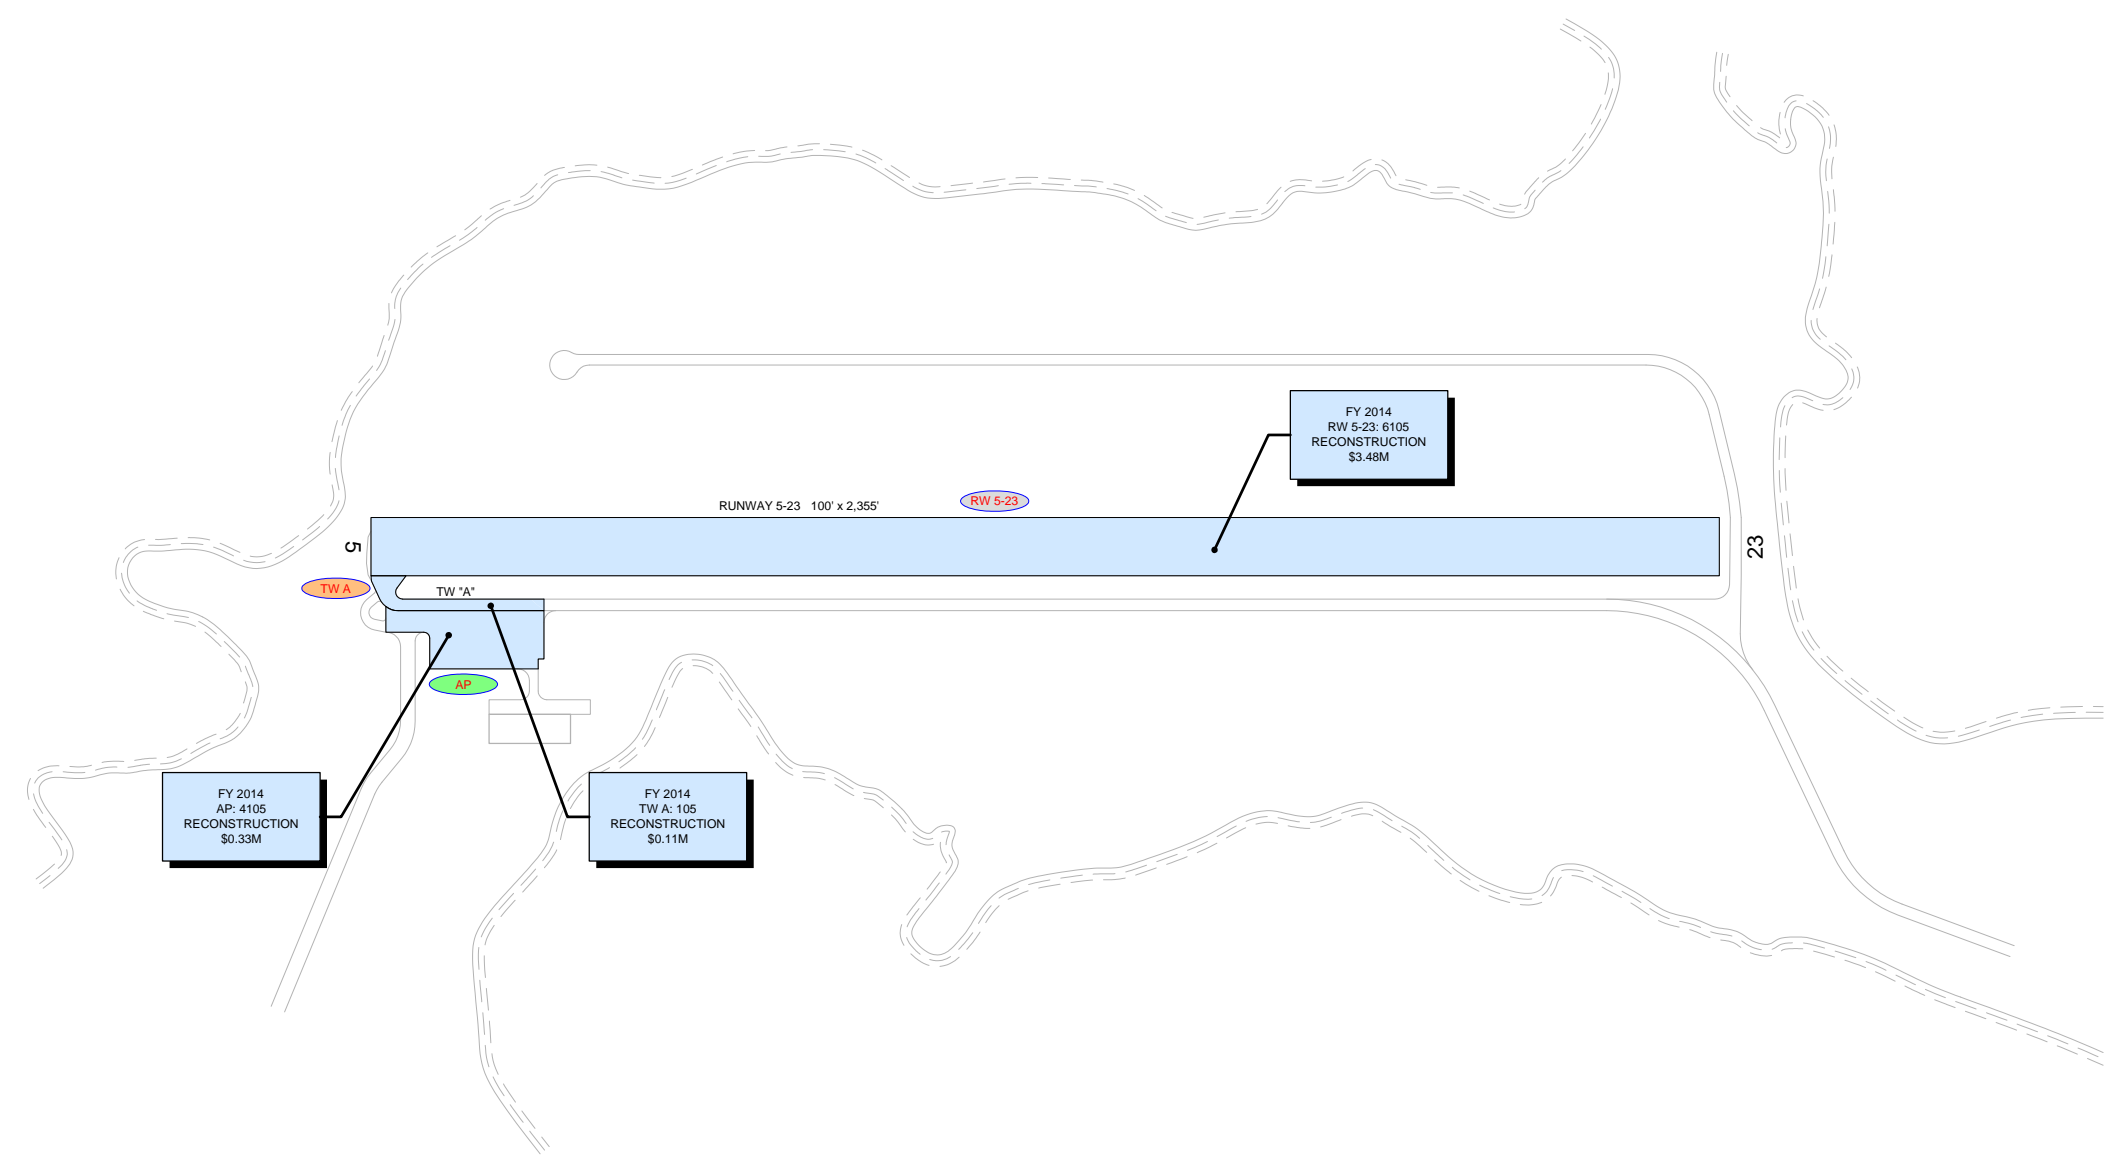 FY 2014
RW 5-23: 6105
RECONSTRUCTION
$3.48M
RUNWAY 5-23 100' x 2,355'
RW 5-23
5
23
TW A
TW "A"
AP
FY 2014
AP: 4105
RECONSTRUCTION
$0.33M
FY 2014
TW A: 105
RECONSTRUCTION
$0.11M